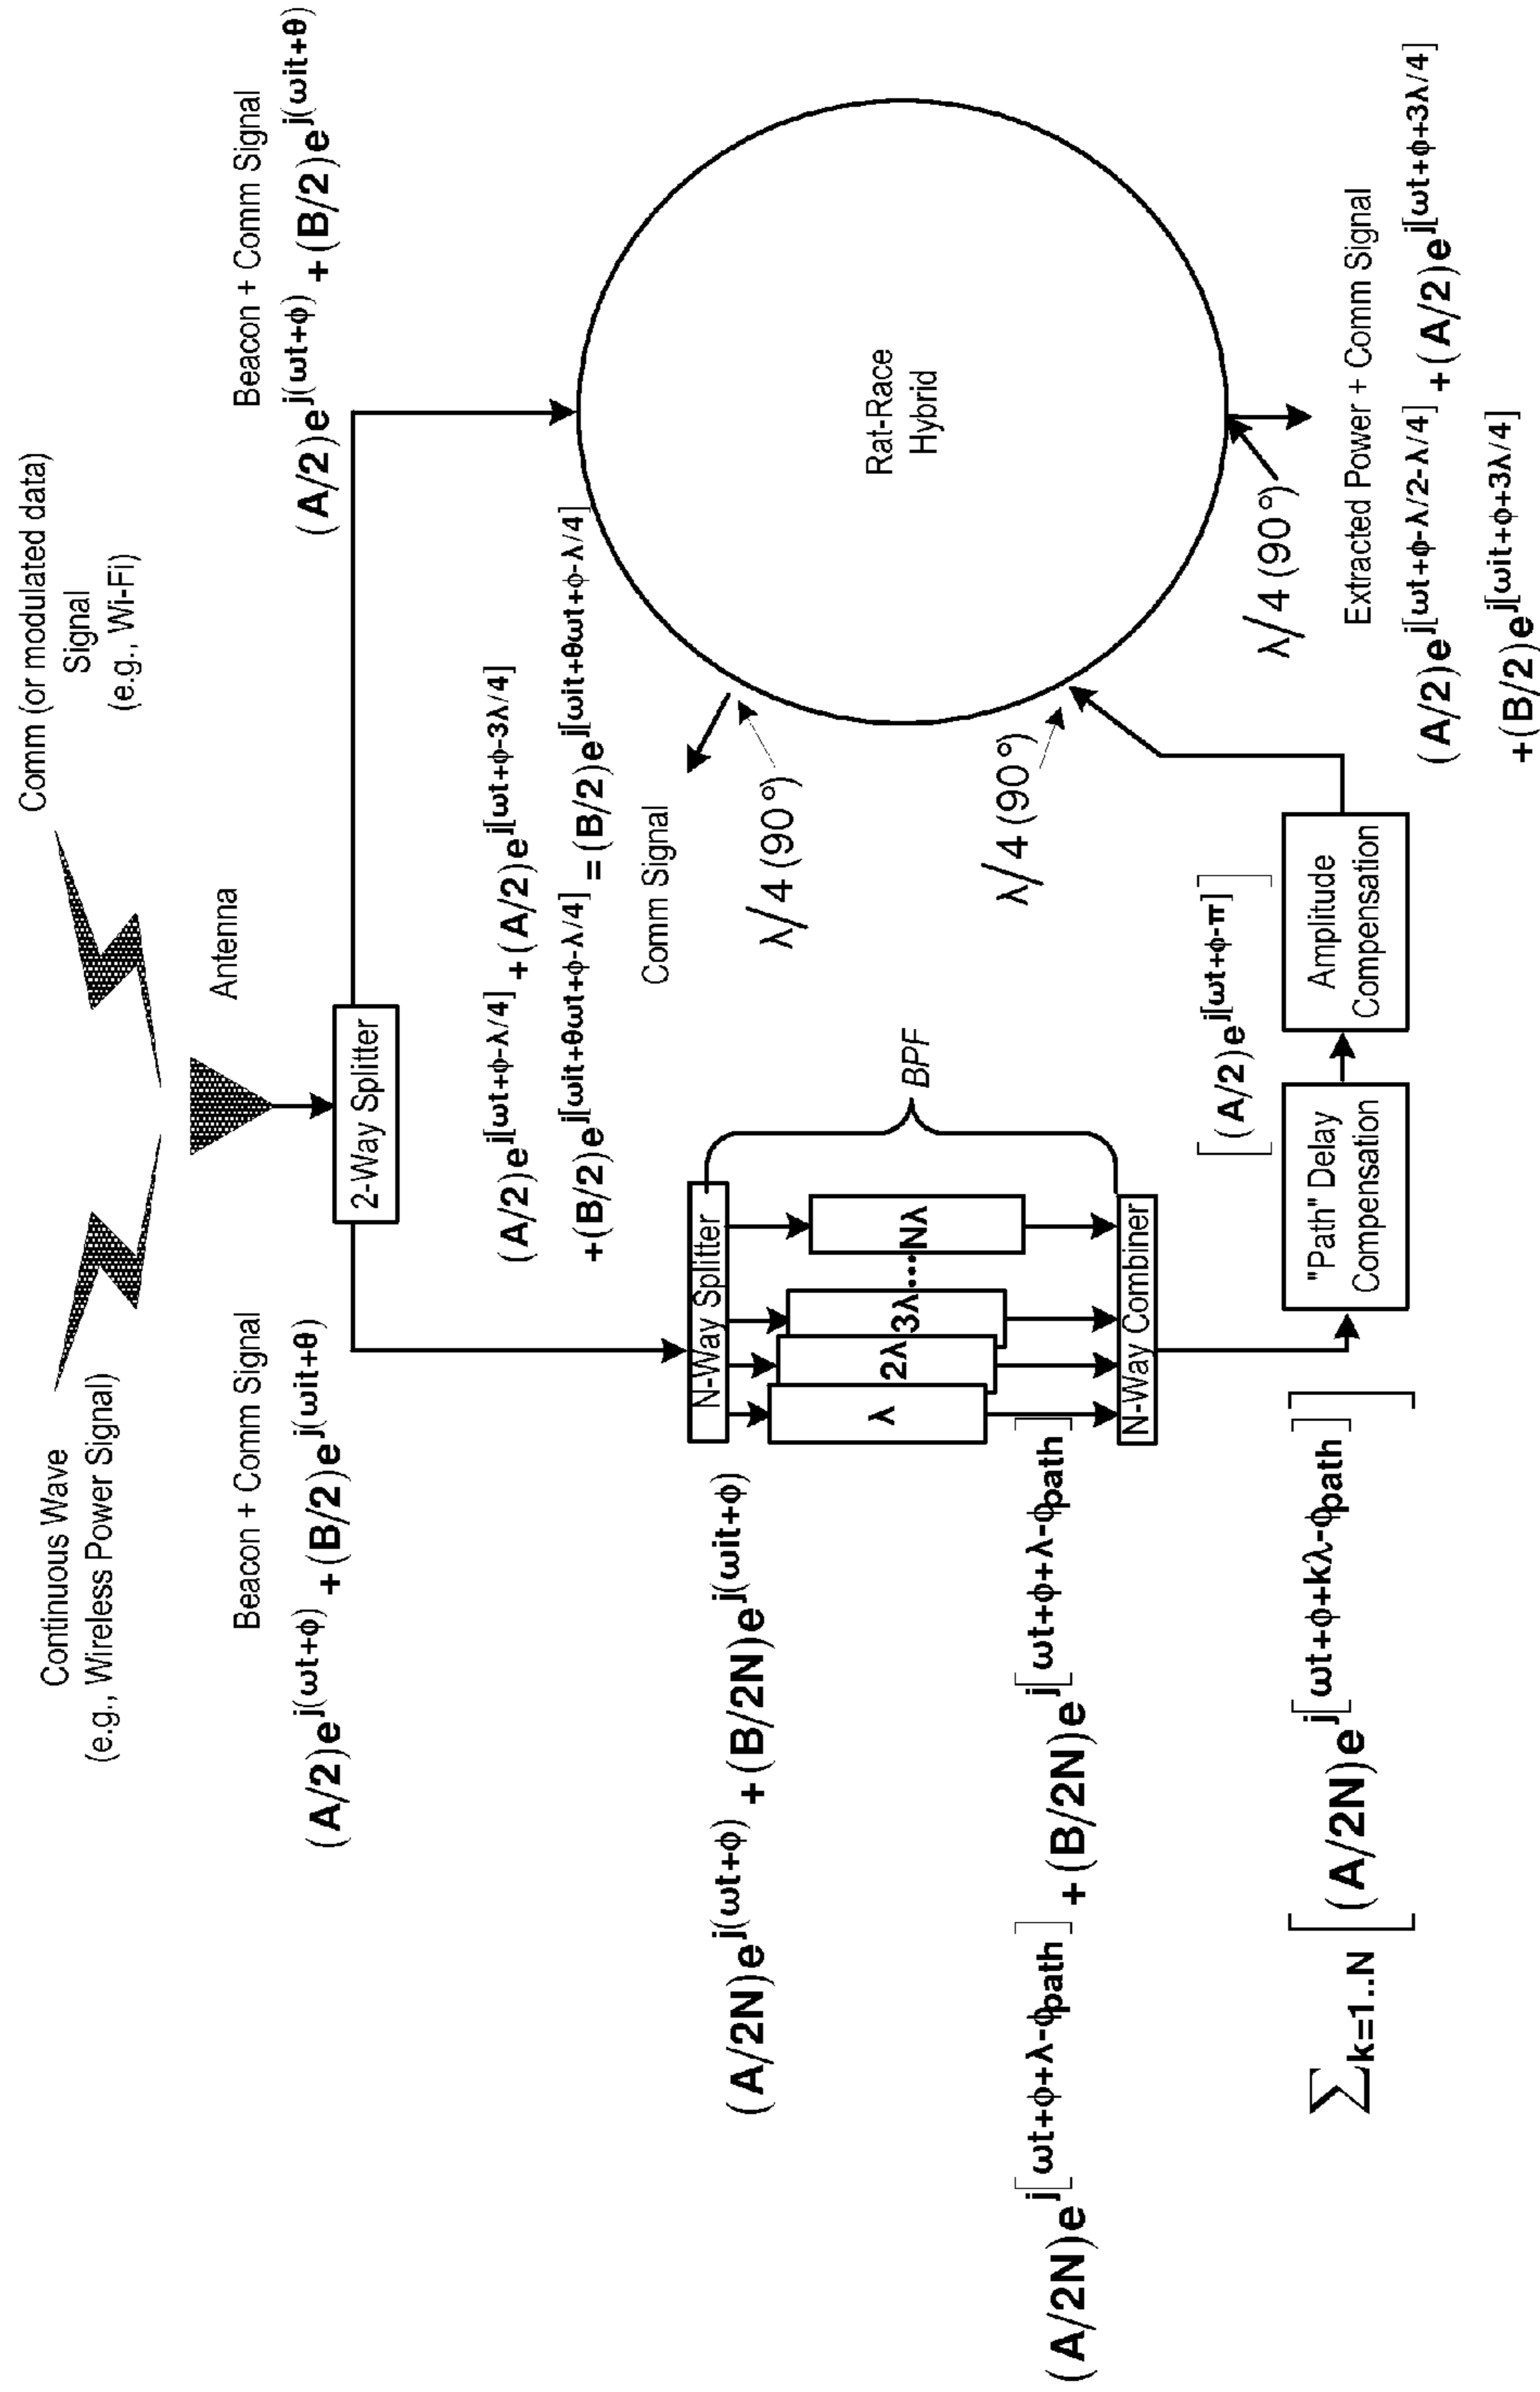 Continuous Wave
(e.g., Wireless Power Signal)
Comm (or modulated data)
Signal
(e.g., Wi-Fi)
Antenna
2-Way Splitter
Beacon + Comm Signal
(A/2)e^j(ωt+ϕ) +(B/2)e^j(ωit+θ)
Beacon + Comm Signal
(A/2)e^j(ωt+ϕ) +(B/2)e^j(ωit+θ)
(A/2)e^j[ωt+ϕ-λ/4] +(A/2)e^j[ωt+ϕ-3λ/4]
+(B/2)e^j[ωit+θωt+ϕ-λ/4] =(B/2)e^j[ωit+θωt+ϕ-λ/4]
Comm Signal
λ/4 (90°)
Rat-Race
Hybrid
N-Way Splitter
(A/2N)e^j(ωt+ϕ) +(B/2N)e^j(ωit+ϕ)
λ
2λ
3λ
••••
Nλ
BPF
(A/2N)e^j[ωt+ϕ+λ-ϕpath] +(B/2N)e^j[ωt+ϕ+λ-ϕpath]
N-Way Combiner
λ/4 (90°)
∑k=1..N [(A/2N)e^j[ωt+ϕ+kλ-ϕpath]]
"Path" Delay
Compensation
[(A/2)e^j[ωt+ϕ-π]]
Amplitude
Compensation
λ/4 (90°)
Extracted Power + Comm Signal
(A/2)e^j[ωt+ϕ-λ/2-λ/4] +(A/2)e^j[ωt+ϕ+3λ/4]
+(B/2)e^j[ωit+ϕ+3λ/4]